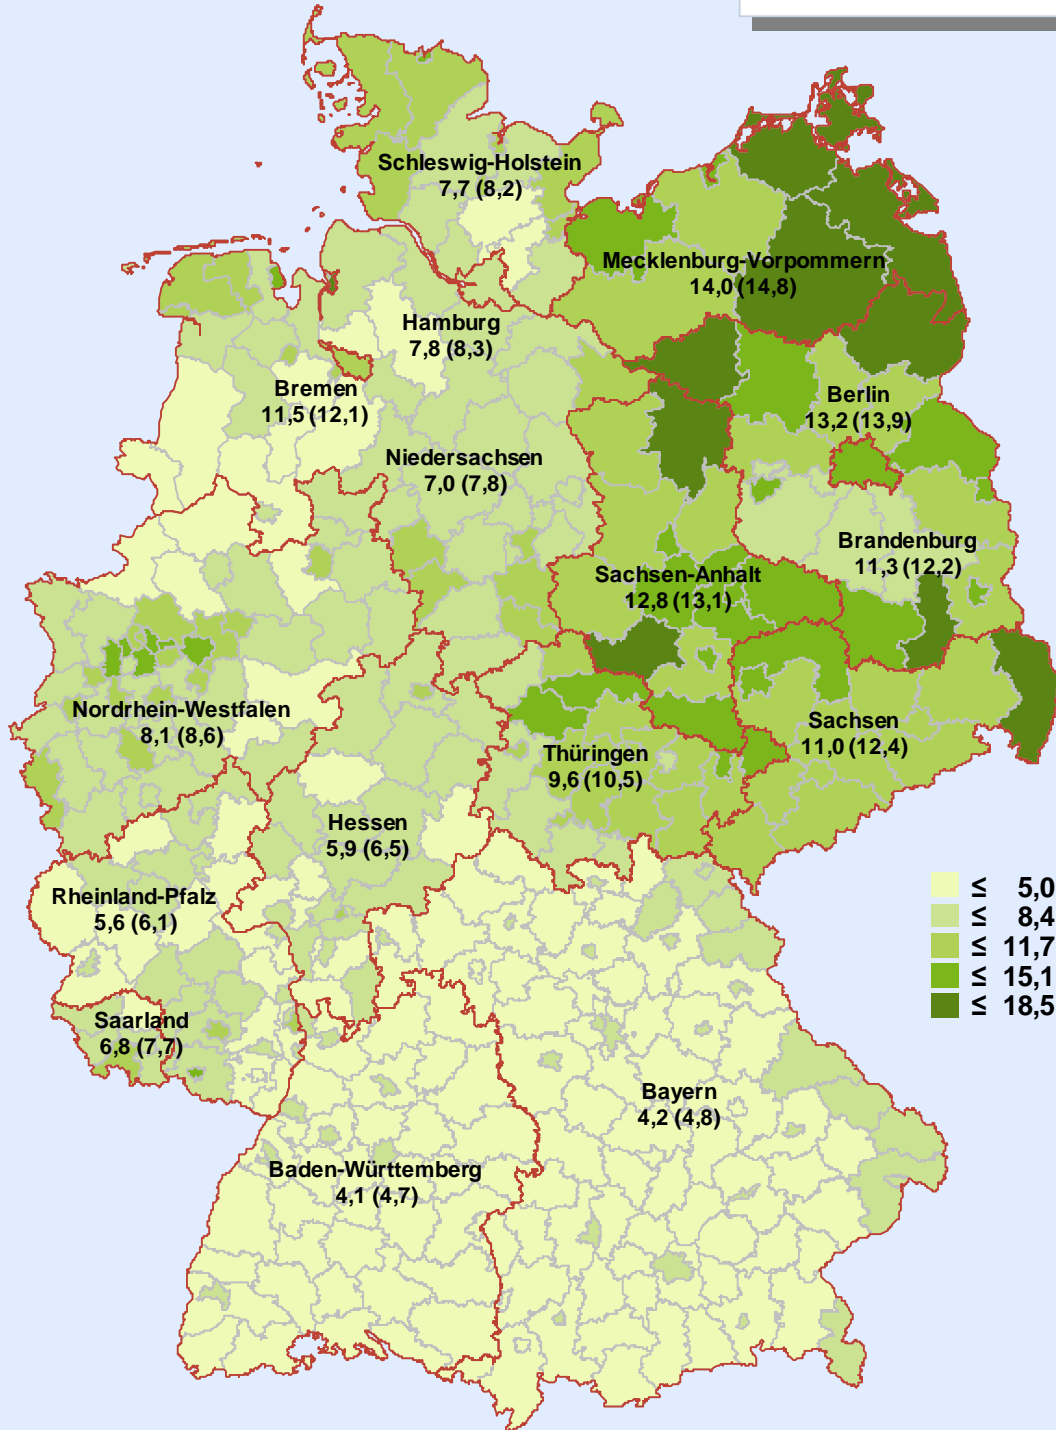 Schleswig-Holstein
7,7 (8,2)
Mecklenburg-Vorpommern
14,0 (14,8)
Hamburg
7,8 (8,3)
Bremen
11,5 (12,1)
Berlin
13,2 (13,9)
Niedersachsen
7,0 (7,8)
Brandenburg
11,3 (12,2)
Sachsen-Anhalt
12,8 (13,1)
Nordrhein-Westfalen
8,1 (8,6)
Sachsen
11,0 (12,4)
Thüringen
9,6 (10,5)
Hessen
5,9 (6,5)
Rheinland-Pfalz
5,6 (6,1)
Saarland
6,8 (7,7)
Bayern
4,2 (4,8)
Baden-Württemberg
4,1 (4,7)
≤ 5,0
≤ 8,4
≤ 11,7
≤ 15,1
≤ 18,5